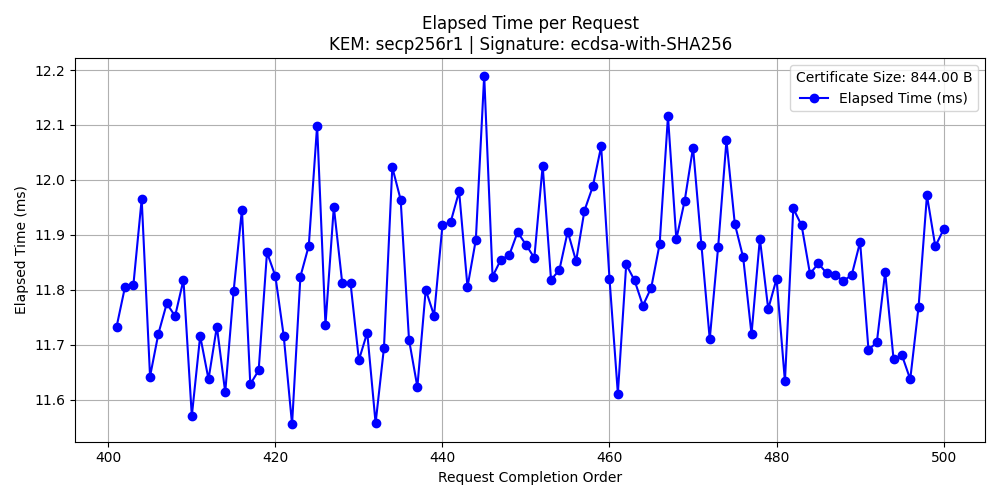 Elapsed Time per Request
KEM: secp256r1 | Signature: ecdsa-with-SHA256
Certificate Size: 844.00 B
Elapsed Time (ms)
Elapsed Time (ms)
12.2
12.1
12.0
11.9
11.8
11.7
11.6
400
420
440
460
480
500
Request Completion Order